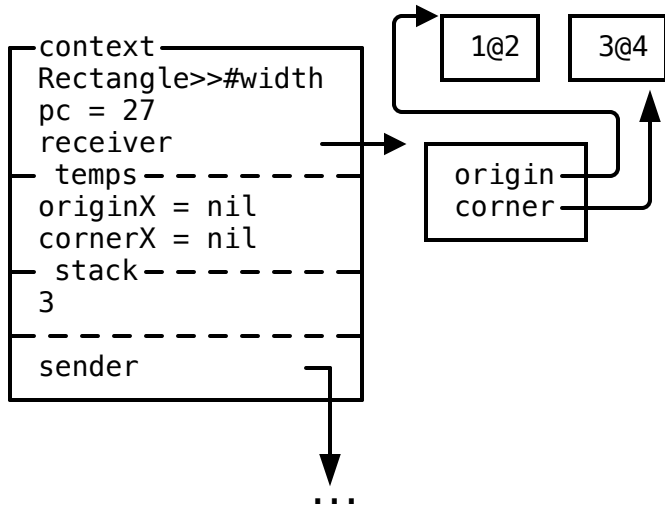 context
Rectangle>>#width
pc = 27
receiver
temps
originX = nil
cornerX = nil
stack
3
sender
...
1@2
3@4
origin
corner